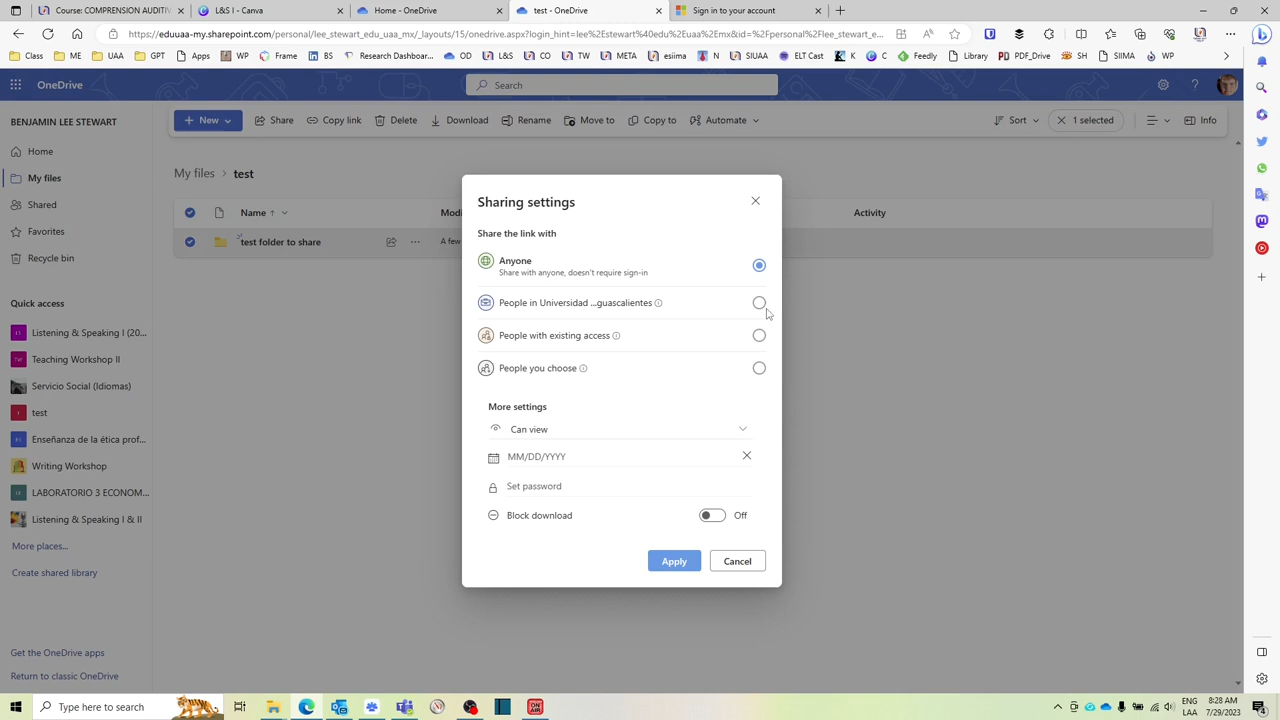 Course: COMPRENSION AUDITIV
L&S I - Canva
Home - OneDrive
test - OneDrive
Sign in to your account
https://eduuaa-my.sharepoint.com/personal/lee_stewart_edu_uaa_mx/_layouts/15/onedrive.aspx?login_hint=lee%2Estewart%40edu%2Euaa%2Emx&id=%2Fpersonal%2Flee_stewart_e...
Class
ME
UAA
GPT
Apps
WP
Frame
BS
Research Dashboar...
OD
L&S
CO
TW
META
esiima
N
SIUAA
ELT Cast
K
C
Feedly
Library
PDF_Drive
SH
SIIMA
WP
OneDrive
Search
BENJAMIN LEE STEWART
New
Share
Copy link
Delete
Download
Rename
Move to
Copy to
Automate
Sort
1 selected
Info
Home
My files
Shared
Favorites
Recycle bin
Quick access
Listening & Speaking I (20...
Teaching Workshop II
Servicio Social (Idiomas)
test
Enseñanza de la ética prof...
Writing Workshop
LABORATORIO 3 ECONOM...
Listening & Speaking I & II
More places...
Create shared library
Get the OneDrive apps
Return to classic OneDrive
My files > test
Name
Modi
Activity
test folder to share
A few
Sharing settings
Share the link with
Anyone
Share with anyone, doesn't require sign-in
People in Universidad ...guascalientes
People with existing access
People you choose
More settings
Can view
MM/DD/YYYY
Set password
Block download
Off
Apply
Cancel
Type here to search
ENG
LAA
8:28 AM
7/29/2023